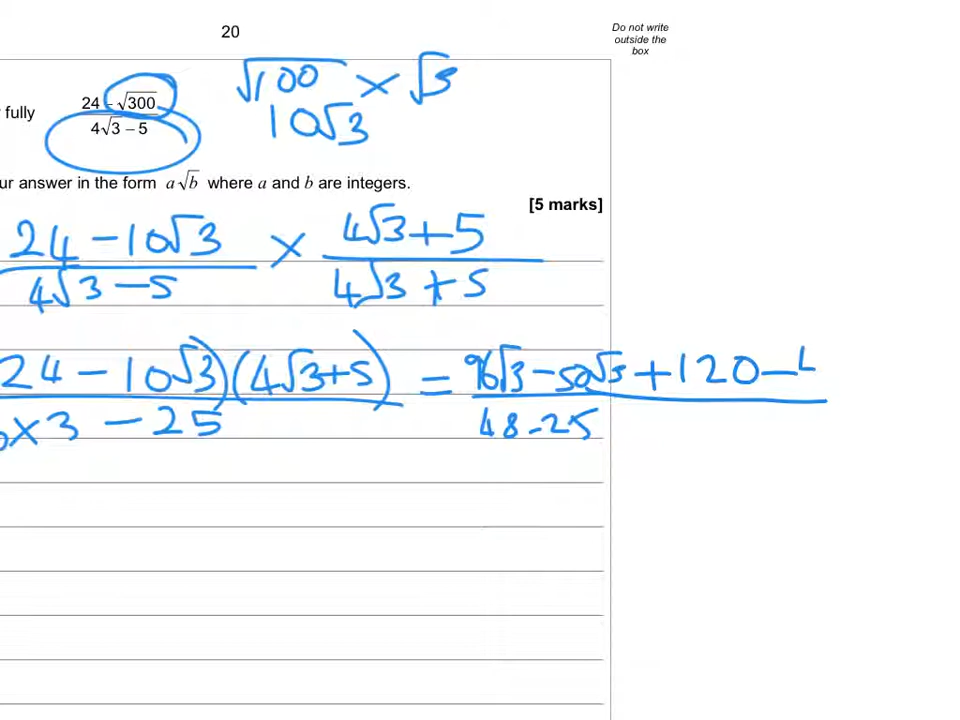 20
Do not write
outside the
box
√100 × √3
24 − √300
fully
4√3 − 5
10√3
ur answer in the form a√b where a and b are integers.
[5 marks]
24 − 10√3 × 4√3 + 5
4√3 − 5 4√3 + 5
24 − 10√3)(4√3+5) = 96√3 − 50√3 + 120 −
×3 − 25 48 - 25